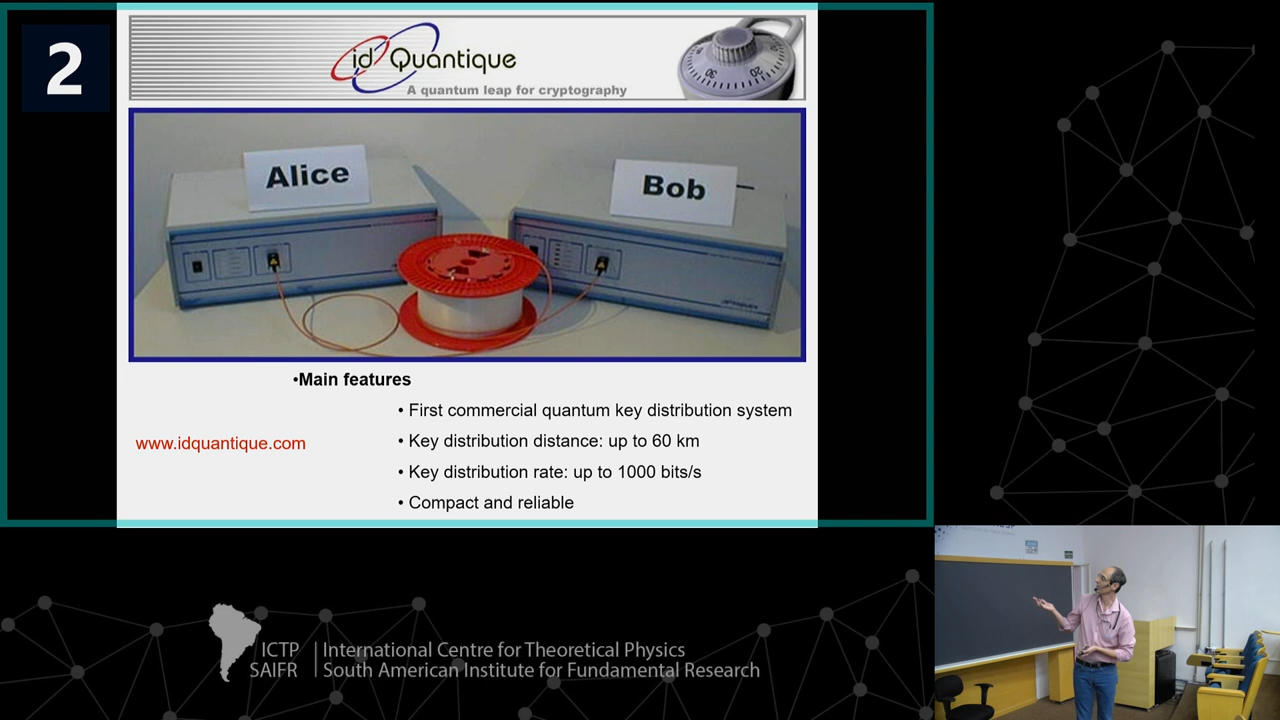 2
id Quantique
A quantum leap for cryptography
Alice
Bob
•Main features
• First commercial quantum key distribution system
www.idquantique.com
• Key distribution distance: up to 60 km
• Key distribution rate: up to 1000 bits/s
• Compact and reliable
ICTP | International Centre for Theoretical Physics
SAIFR | South American Institute for Fundamental Research